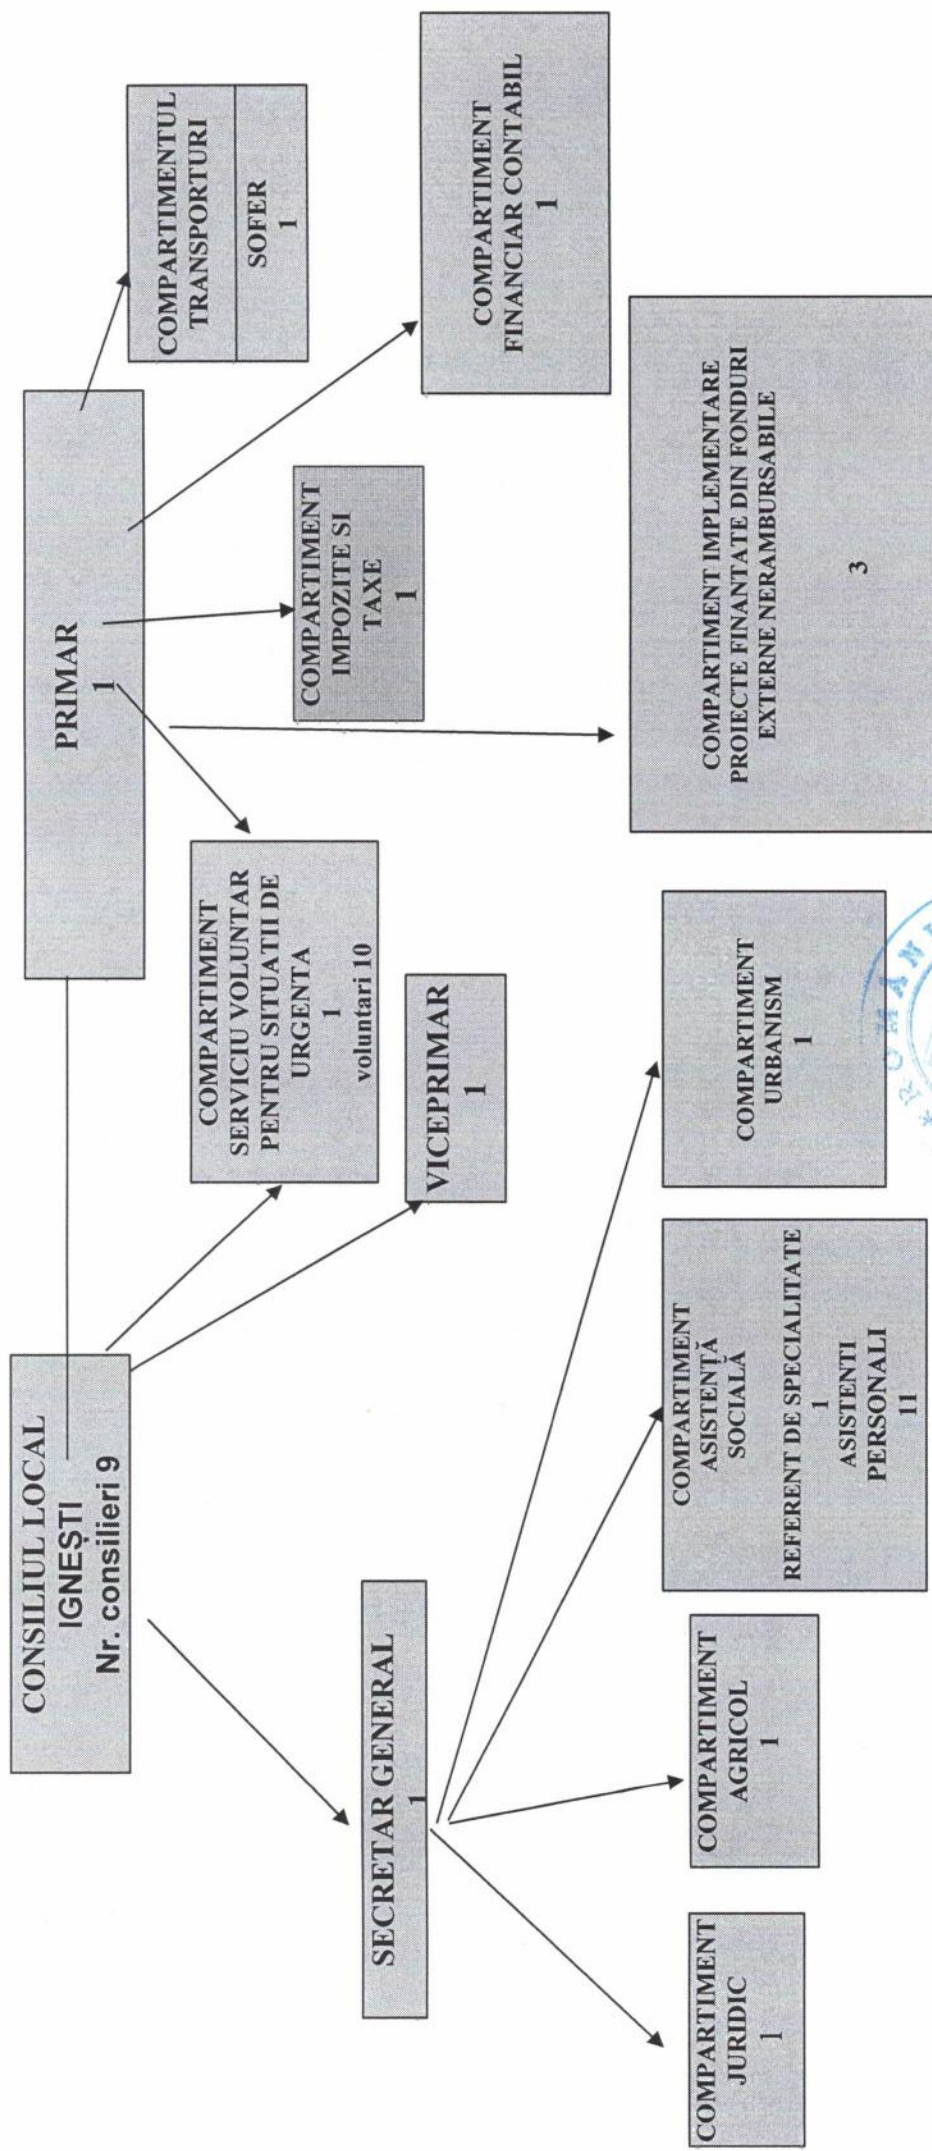 CONSILIUL LOCAL
IGNEȘTI
Nr. consilieri 9
PRIMAR
1
COMPARTIMENTUL
TRANSPORTURI
SOFER
1
COMPARTIMENT
SERVICIU VOLUNTAR
PENTRU SITUATII DE
URGENTA
1
voluntari 10
COMPARTIMENT
IMPOZITE SI
TAXE
1
COMPARTIMENT
FINANCIAR CONTABIL
1
SECRETAR GENERAL
1
VICEPRIMAR
1
COMPARTIMENT IMPLEMENTARE
PROIECTE FINANTATE DIN FONDURI
EXTERNE NERAMBURSABILE
3
COMPARTIMENT
JURIDIC
1
COMPARTIMENT
AGRICOL
1
COMPARTIMENT
ASISTENȚĂ
SOCIALĂ
REFERENT DE SPECIALITATE
1
ASISTENTI
PERSONALI
11
COMPARTIMENT
URBANISM
1